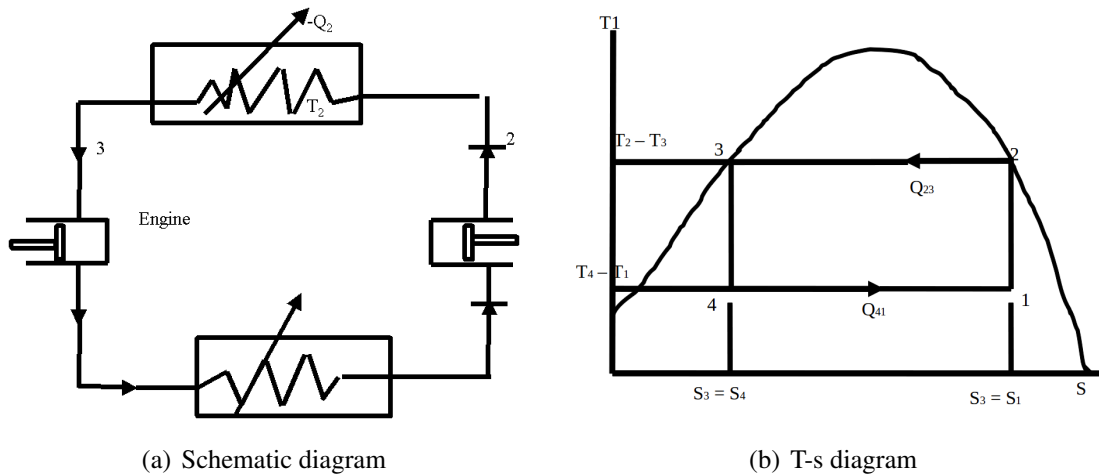 -Q2
T2
3
2
Engine
(a) Schematic diagram
T1
T2 – T3
3
2
Q23
T4 – T1
4
1
Q41
S3 = S4
S3 = S1
S
(b) T-s diagram